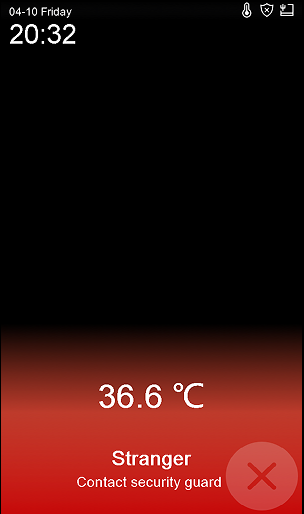 04-10 Friday
20:32
36.6 ℃
Stranger
Contact security guard